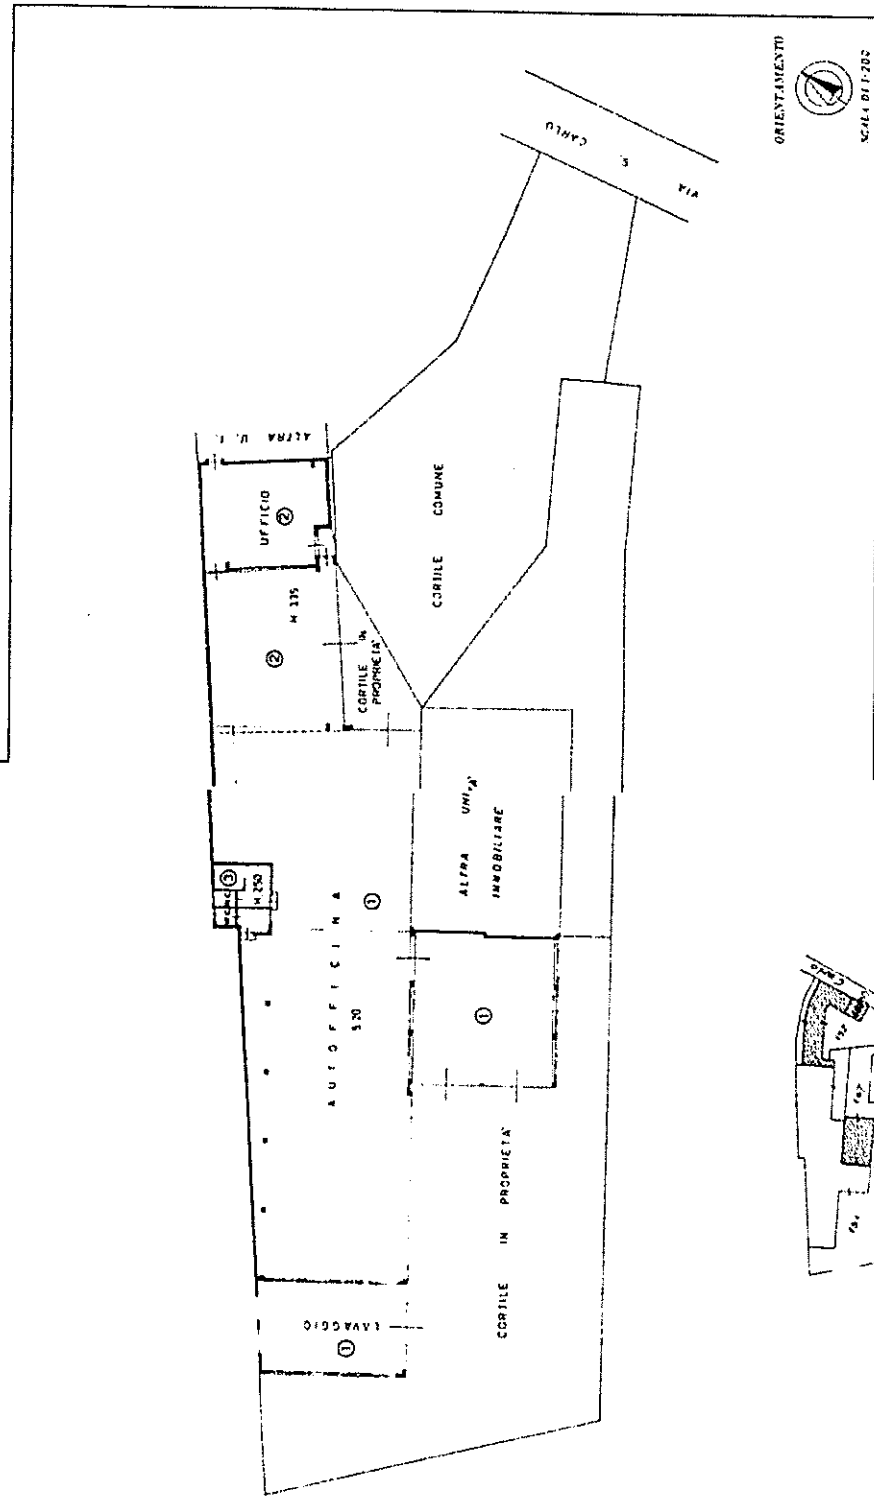 ORIENTAMENTO
SCALA DI 1:200
VIA S. CARLO
ALTRA U. I.
UFFICIO
2
H 335
2
CORTILE
PROPRIETA'
CORTILE COMUNE
ALTRA UNITA'
IMMOBILIARE
3
H. 250
AUTOFFICINA
5.20
1
1
CORTILE IN PROPRIETA'
LAVAGGIO
1
Carlo